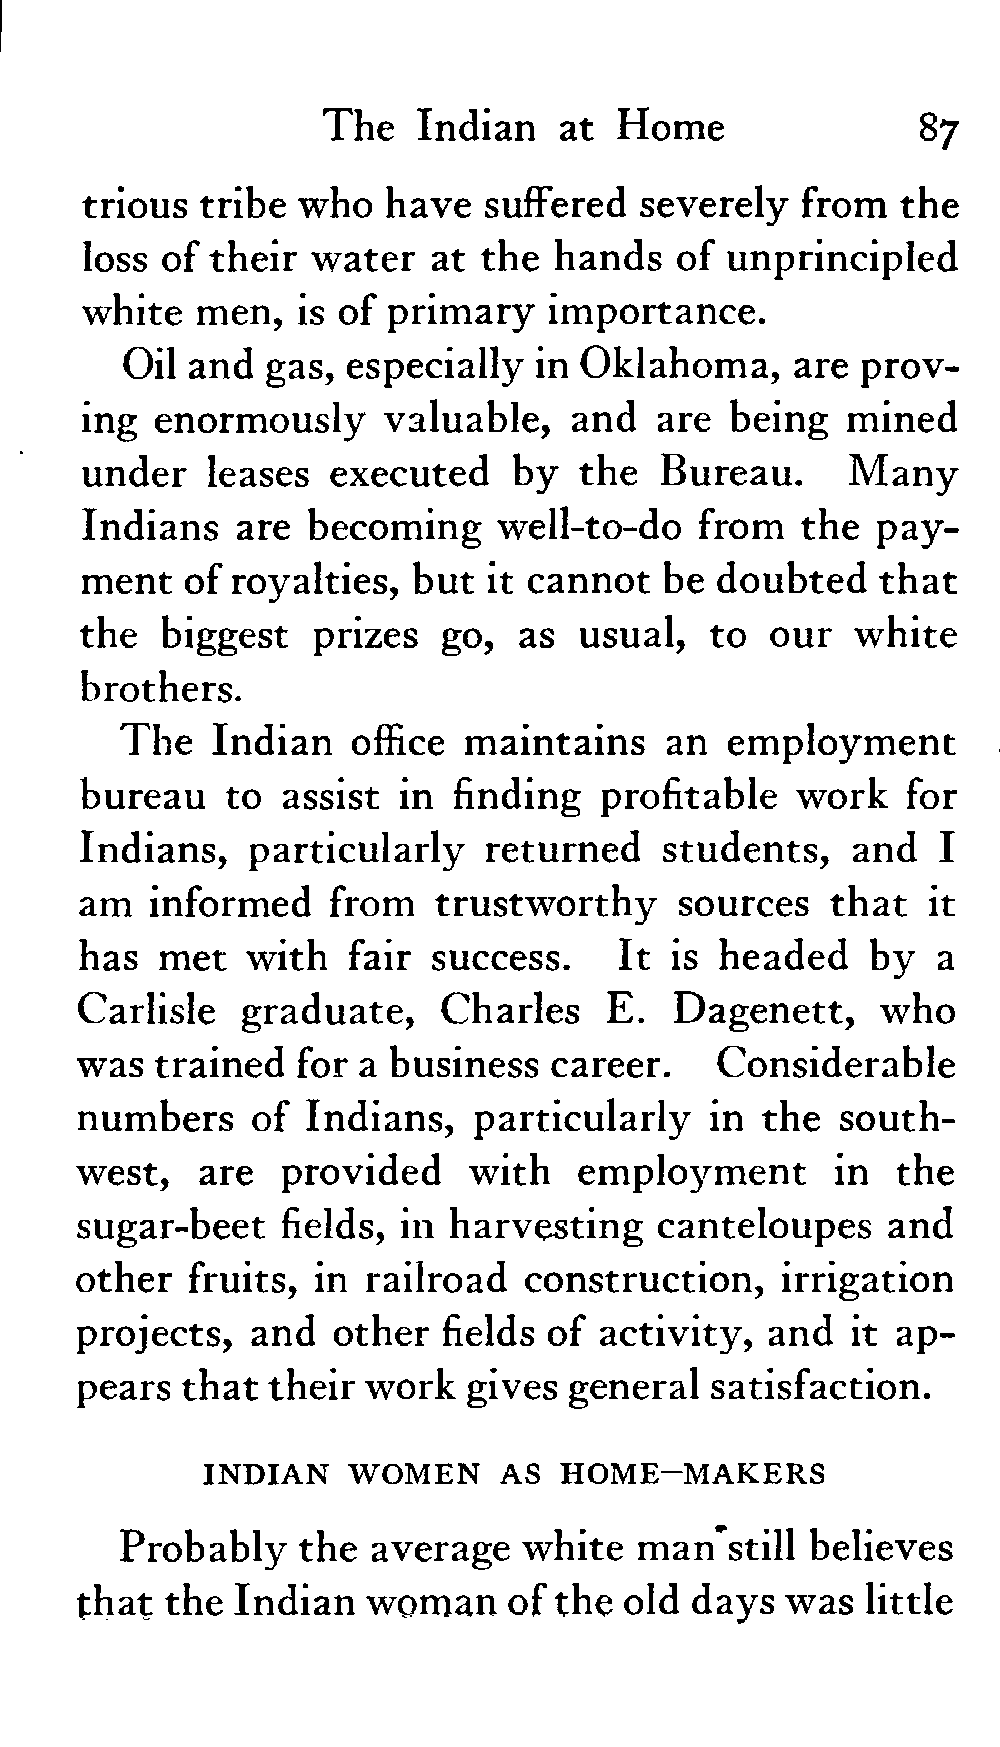 The Indian at Home 87
trious tribe who have suffered severely from the
loss of their water at the hands of unprincipled
white men, is of primary importance.
Oil and gas, especially in Oklahoma, are prov-
ing enormously valuable, and are being mined
under leases executed by the Bureau. Many
Indians are becoming well-to-do from the pay-
ment of royalties, but it cannot be doubted that
the biggest prizes go, as usual, to our white
brothers.
The Indian office maintains an employment
bureau to assist in finding profitable work for
Indians, particularly returned students, and I
am informed from trustworthy sources that it
has met with fair success. It is headed by a
Carlisle graduate, Charles E. Dagenett, who
was trained for a business career. Considerable
numbers of Indians, particularly in the south-
west, are provided with employment in the
sugar-beet fields, in harvesting canteloupes and
other fruits, in railroad construction, irrigation
projects, and other fields of activity, and it ap-
pears that their work gives general satisfaction.
INDIAN WOMEN AS HOME-MAKERS
Probably the average white man still believes
that the Indian woman of the old days was little